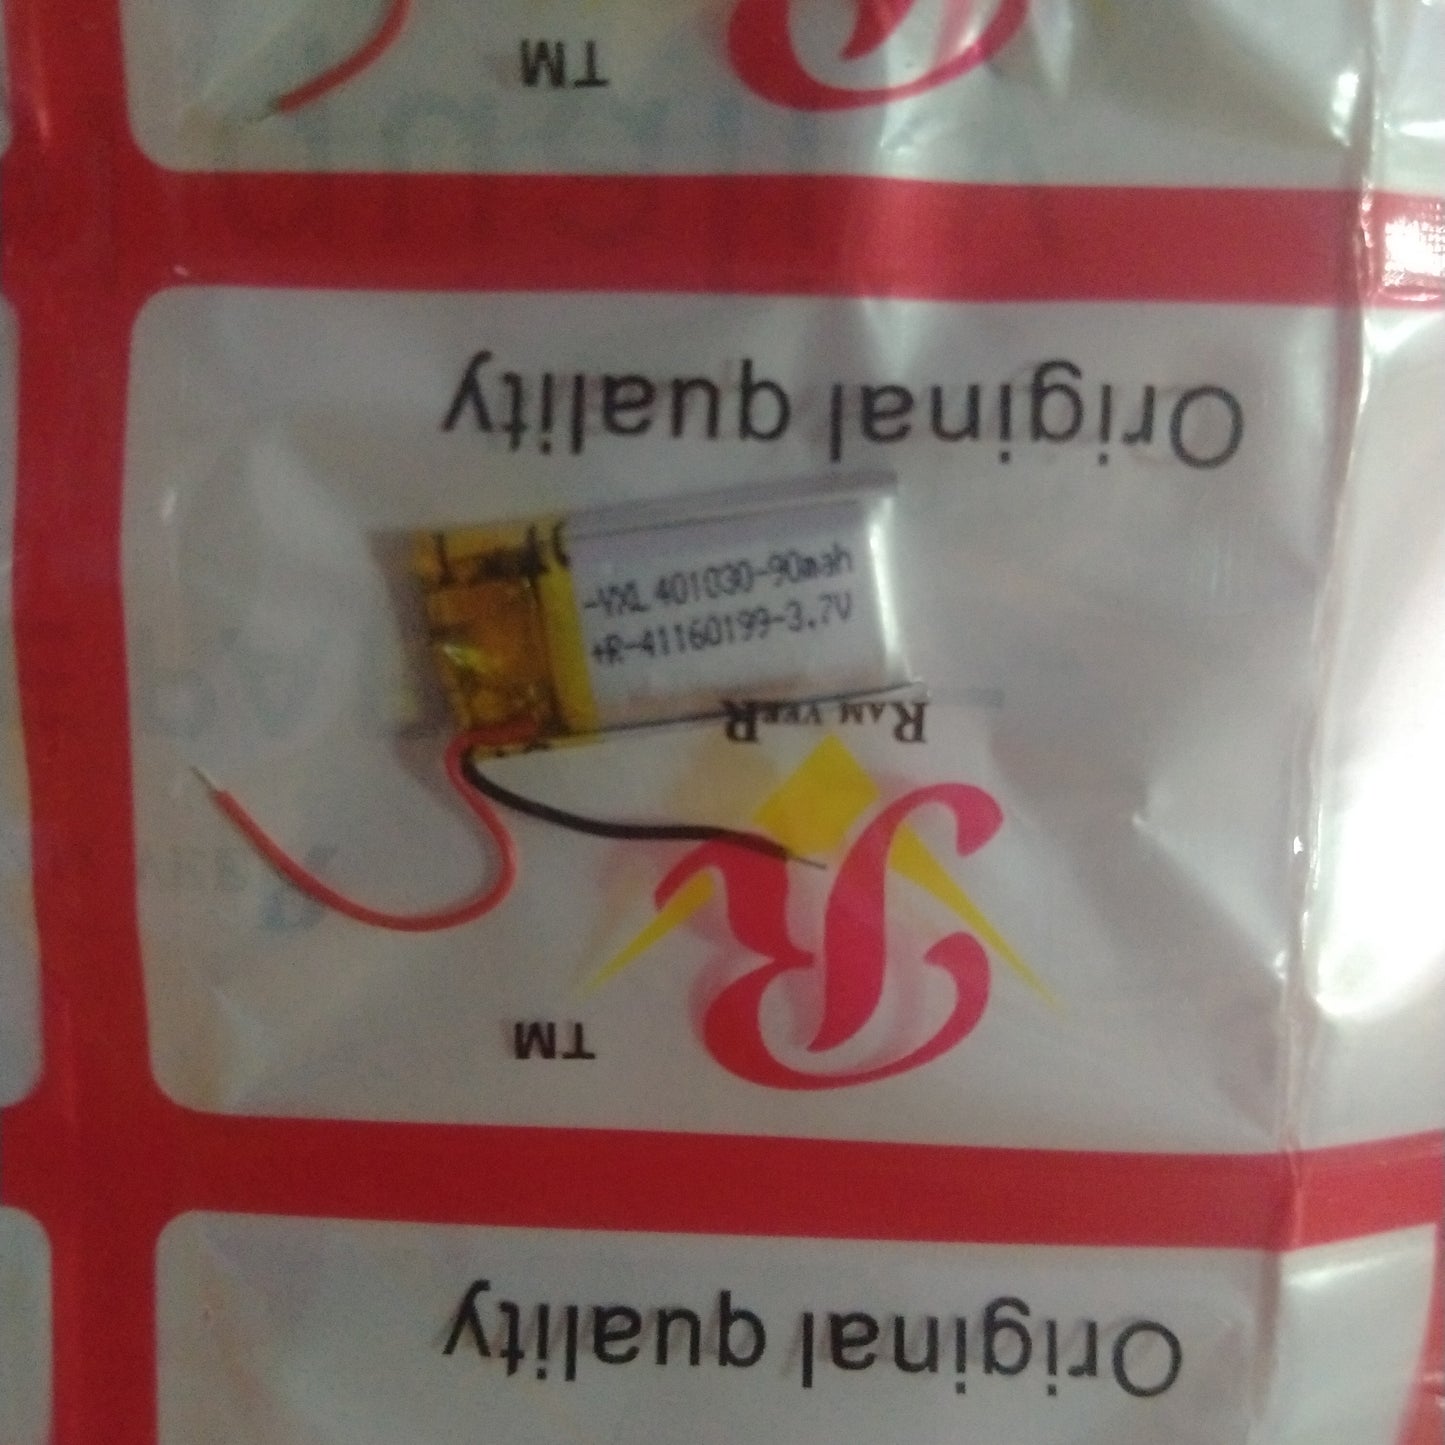 TM
Original quality
-YXL 401030-90mah
+R-41160199-3.7V
RAM VEER
R
TM
Original quality